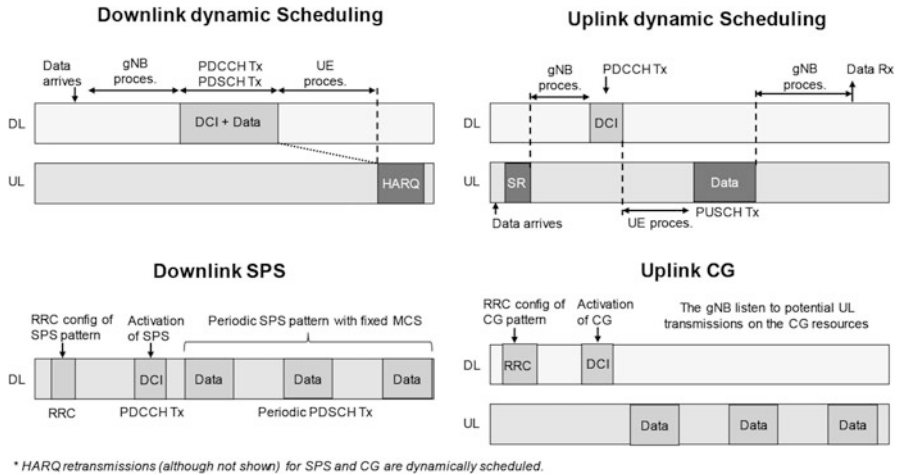 Downlink dynamic Scheduling
Data
arrives
gNB
proces.
PDCCH Tx
PDSCH Tx
UE
proces.
DL
DCI + Data
UL
HARQ
Uplink dynamic Scheduling
gNB
proces.
PDCCH Tx
gNB
proces.
Data Rx
DL
DCI
UL
SR
Data
Data arrives
UE proces.
PUSCH Tx
Downlink SPS
RRC config of
SPS pattern
Activation
of SPS
Periodic SPS pattern with fixed MCS
DL
DCI
Data
Data
Data
RRC
PDCCH Tx
Periodic PDSCH Tx
Uplink CG
RRC config of
CG pattern
Activation
of CG
The gNB listen to potential UL
transmissions on the CG resources
DL
RRC
DCI
UL
Data
Data
Data
* HARQ retransmissions (although not shown) for SPS and CG are dynamically scheduled.